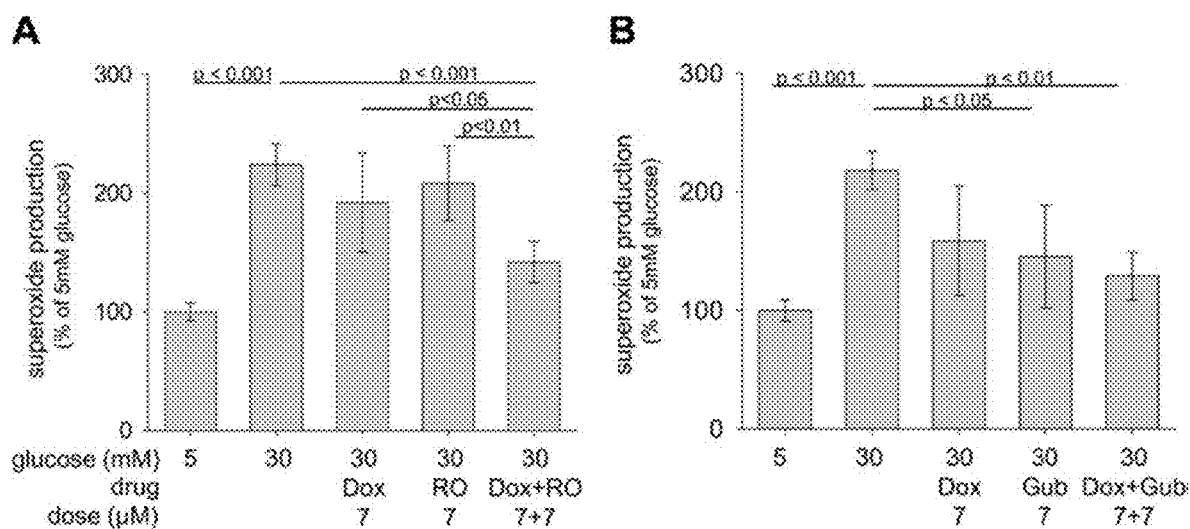 A
superoxide production
(% of 5mM glucose)
300
200
100
0
p < 0.001
p < 0.001
p<0.05
p<0.01
glucose (mM) 5 30 30 30 30
drug Dox RO Dox+RO
dose (µM) 7 7 7+7
B
superoxide production
(% of 5mM glucose)
300
200
100
0
p < 0.001
p < 0.01
p < 0.05
5 30 30 30 30
Dox Gub Dox+Gub
7 7 7+7